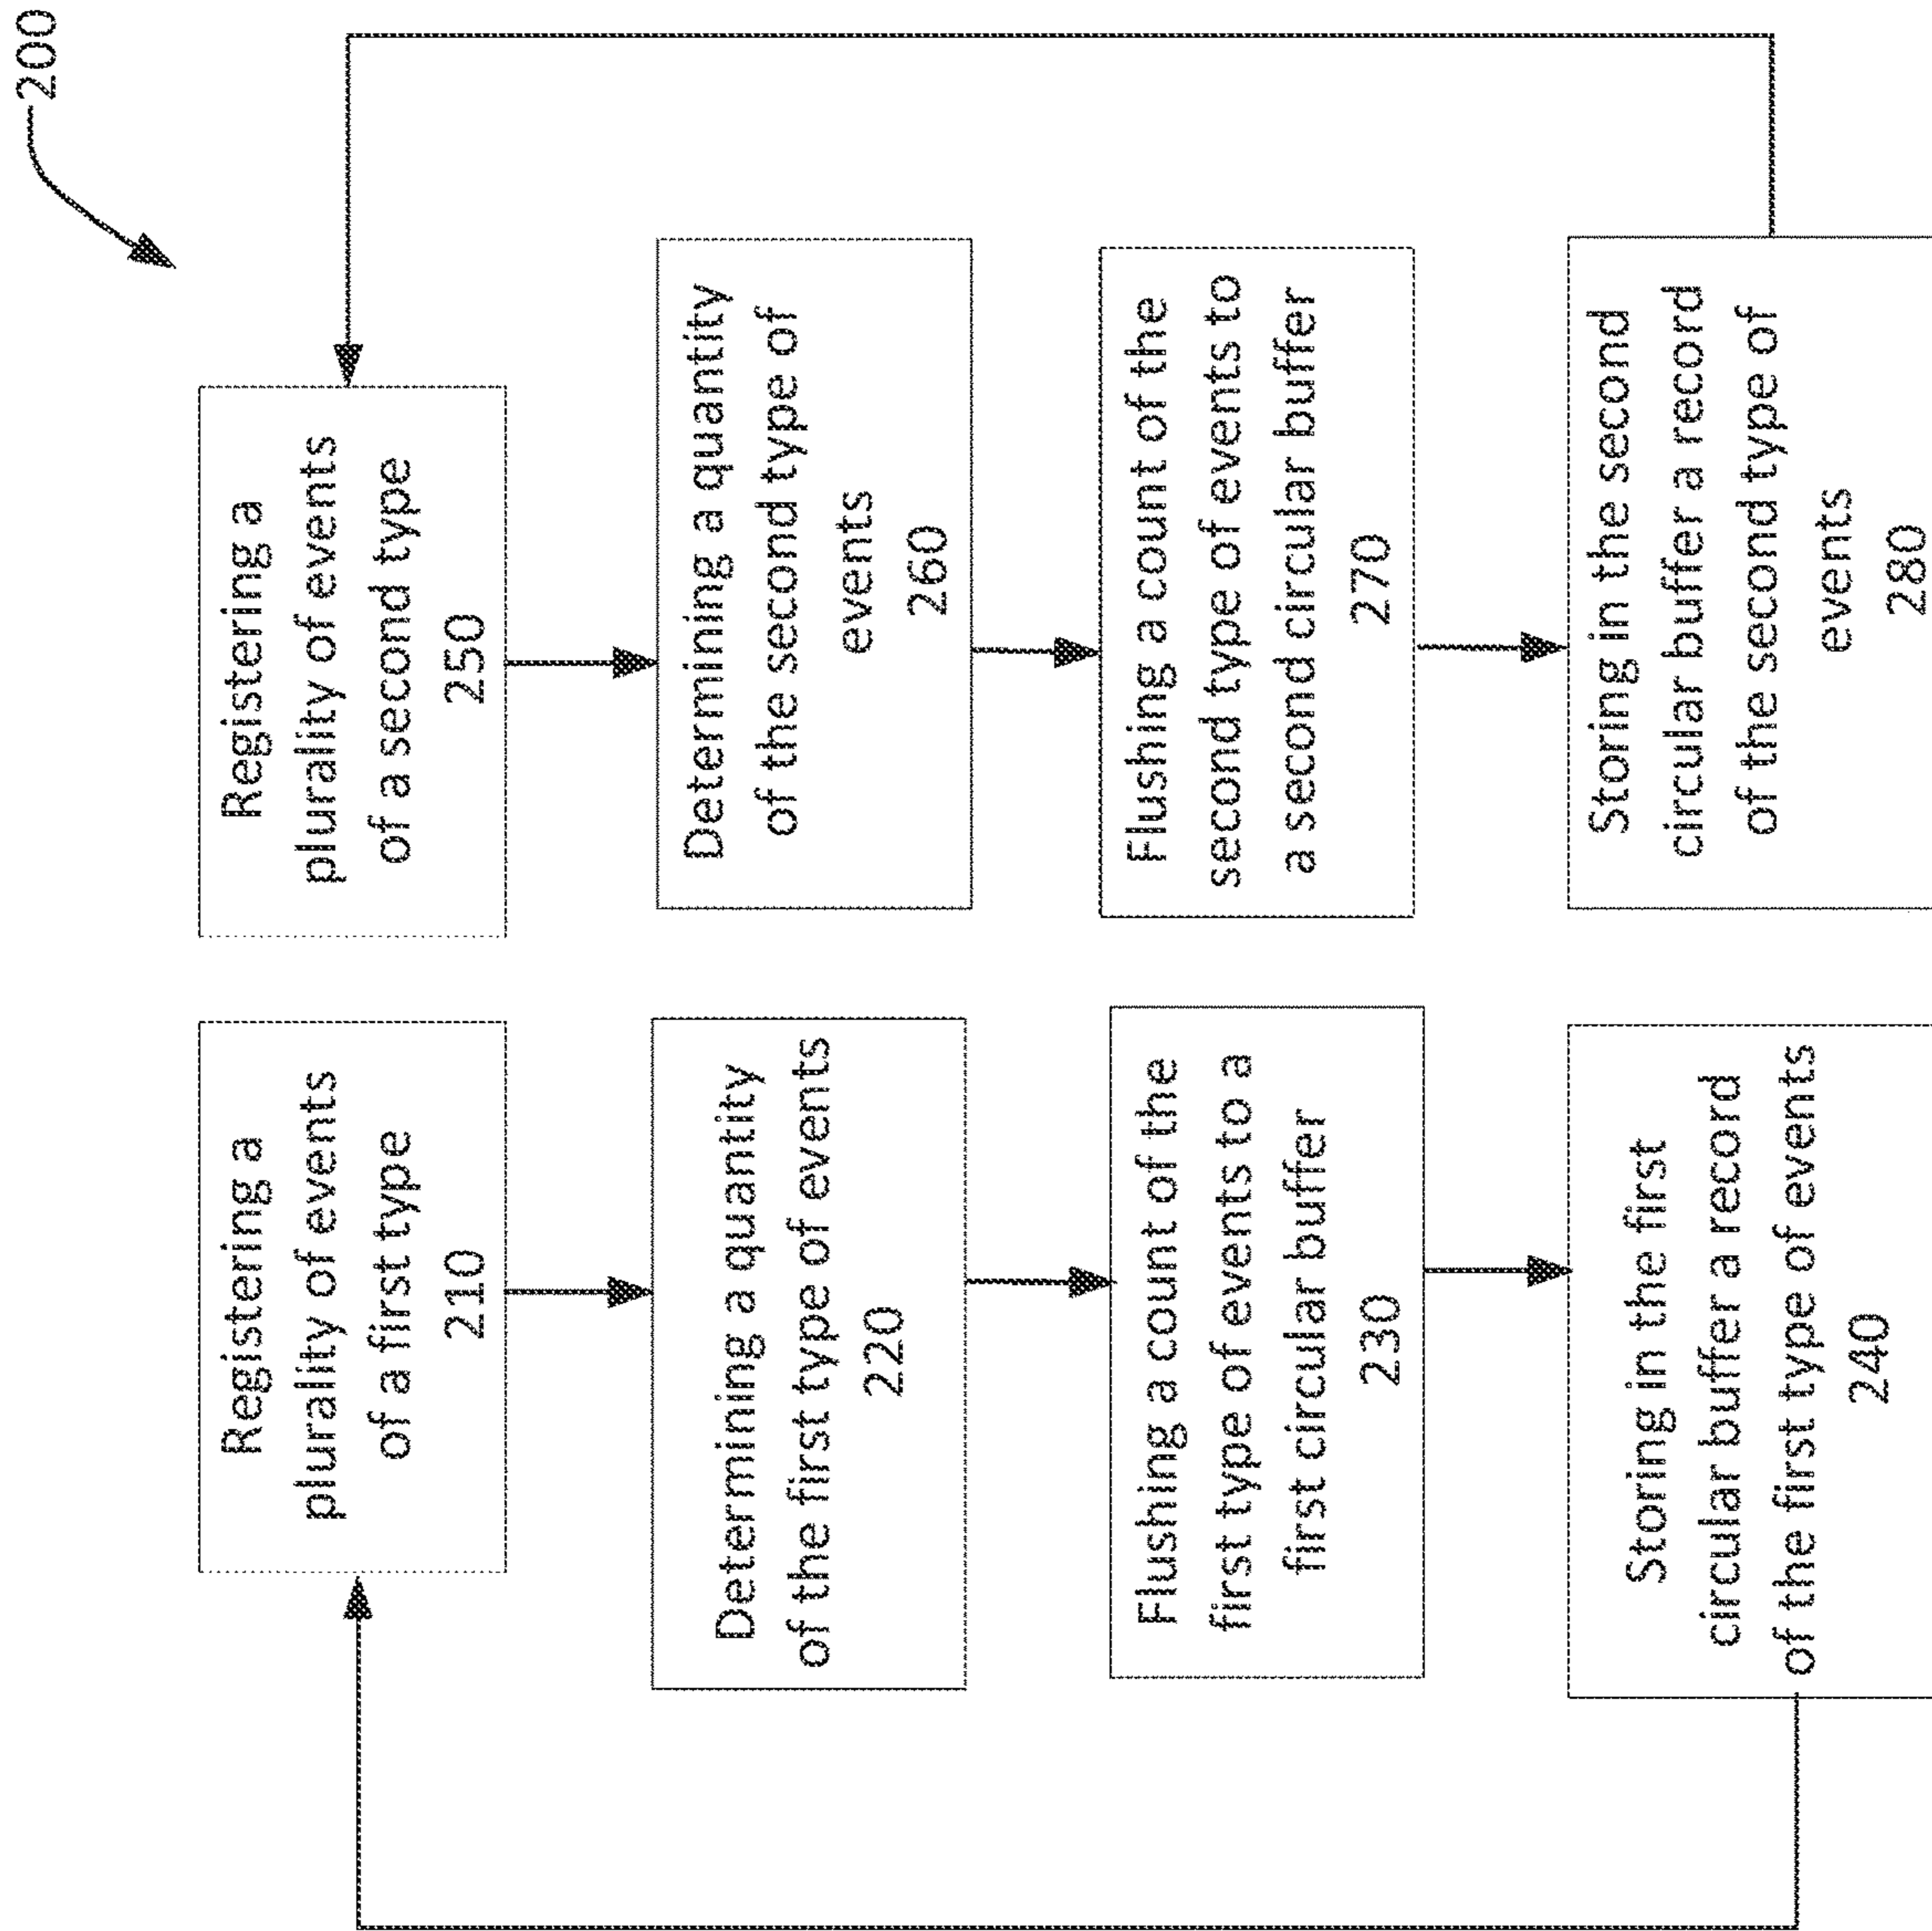 200
Registering a
plurality of events
of a first type
210
Determining a quantity
of the first type of events
220
Flushing a count of the
first type of events to a
first circular buffer
230
Storing in the first
circular buffer a record
of the first type of events
240
Registering a
plurality of events
of a second type
250
Determining a quantity
of the second type of
events
260
Flushing a count of the
second type of events to
a second circular buffer
270
Storing in the second
circular buffer a record
of the second type of
events
280